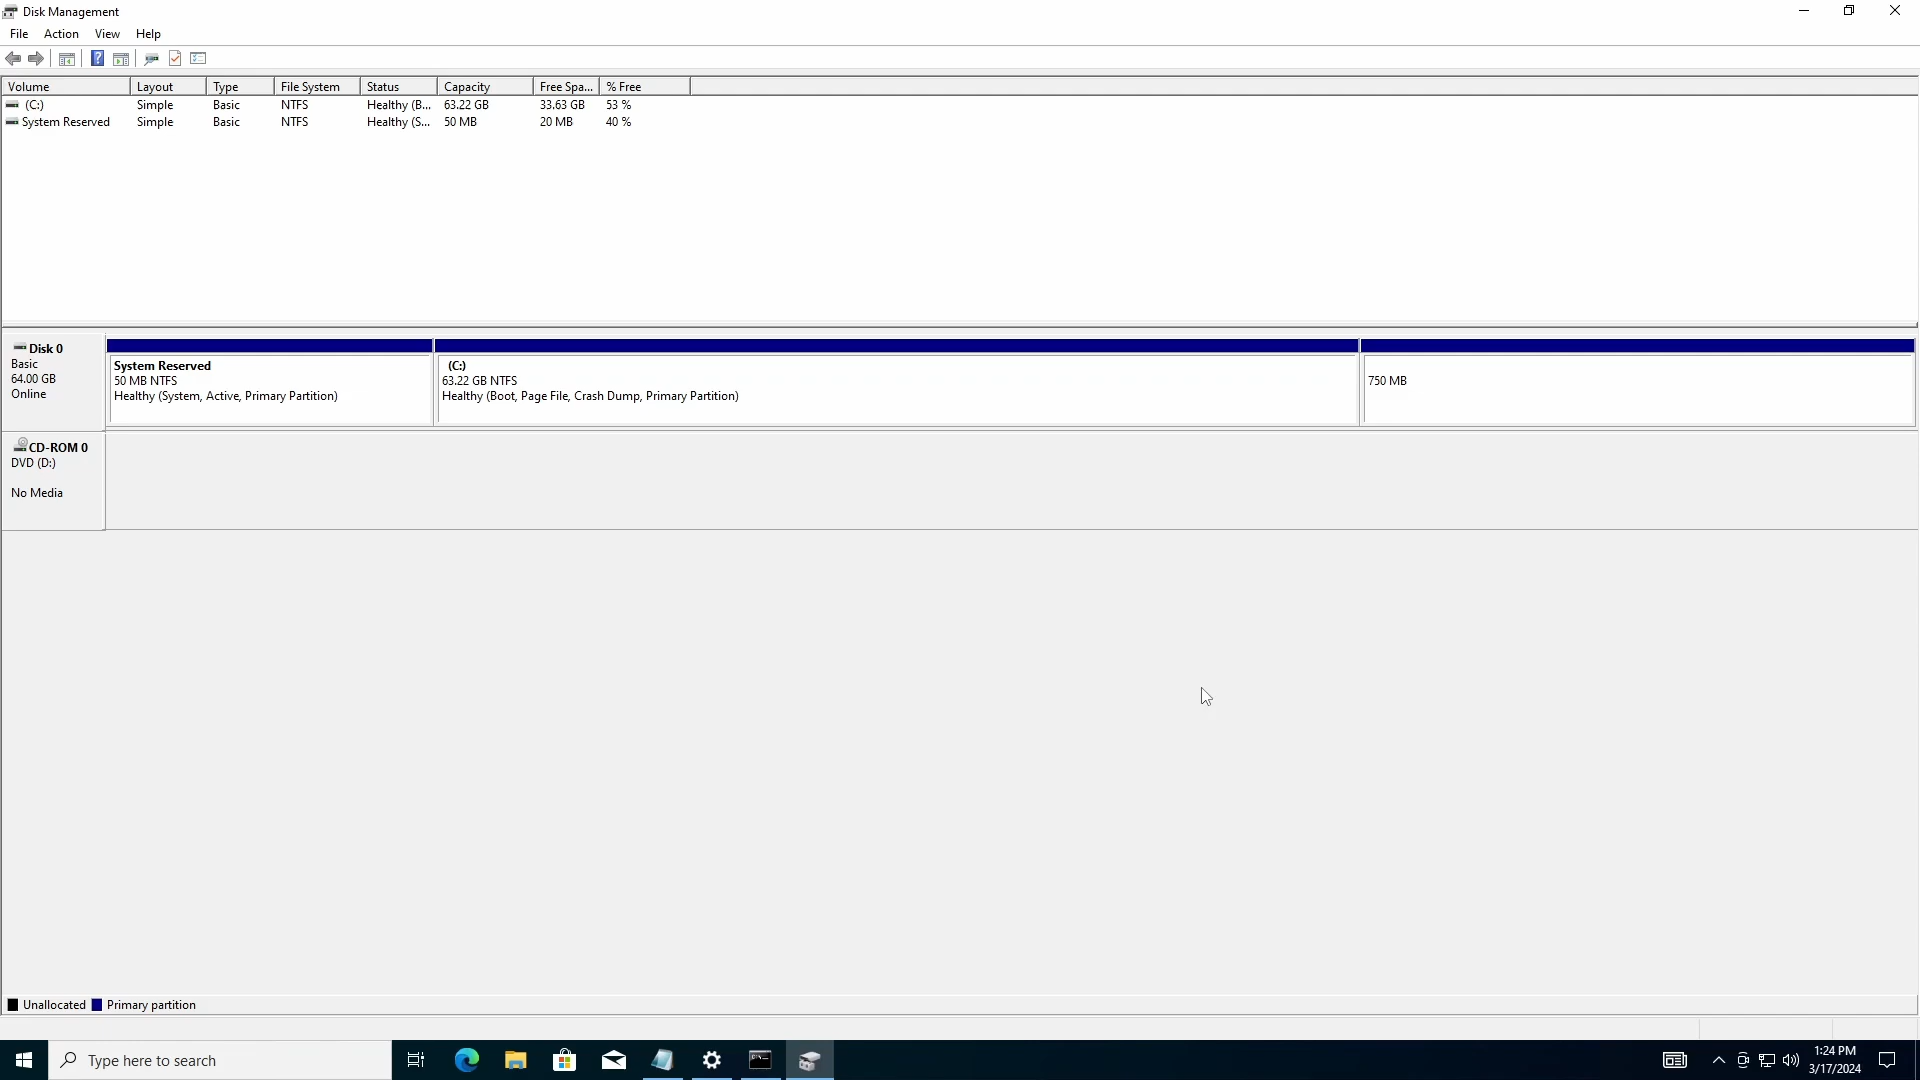 Disk Management
File Action View Help
Volume Layout Type File System Status Capacity Free Spa... % Free
(C:) Simple Basic NTFS Healthy (B... 63.22 GB 33.63 GB 53 %
System Reserved Simple Basic NTFS Healthy (S... 50 MB 20 MB 40 %
Disk 0
Basic
64.00 GB
Online
System Reserved
50 MB NTFS
Healthy (System, Active, Primary Partition)
(C:)
63.22 GB NTFS
Healthy (Boot, Page File, Crash Dump, Primary Partition)
750 MB
CD-ROM 0
DVD (D:)
No Media
Unallocated Primary partition
Type here to search
1:24 PM
3/17/2024